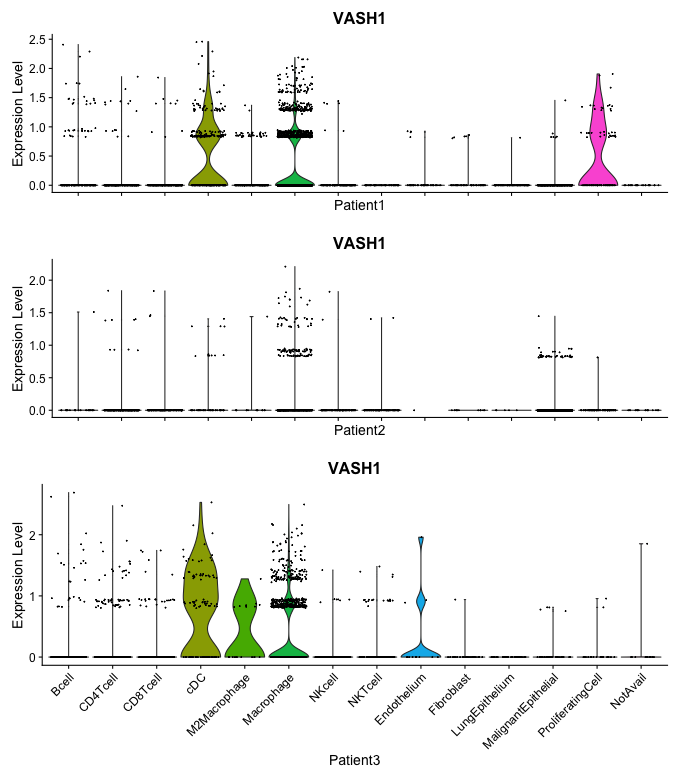 VASH1
Expression Level
2.5
2.0
1.5
1.0
0.5
0.0
Patient1
VASH1
Expression Level
2.0
1.5
1.0
0.5
0.0
Patient2
VASH1
Expression Level
2
1
0
Bcell
CD4Tcell
CD8Tcell
cDC
M2Macrophage
Macrophage
NKcell
NKTcell
Endothelium
Fibroblast
LungEpithelium
MalignantEpithelial
ProliferatingCell
NotAvail
Patient3